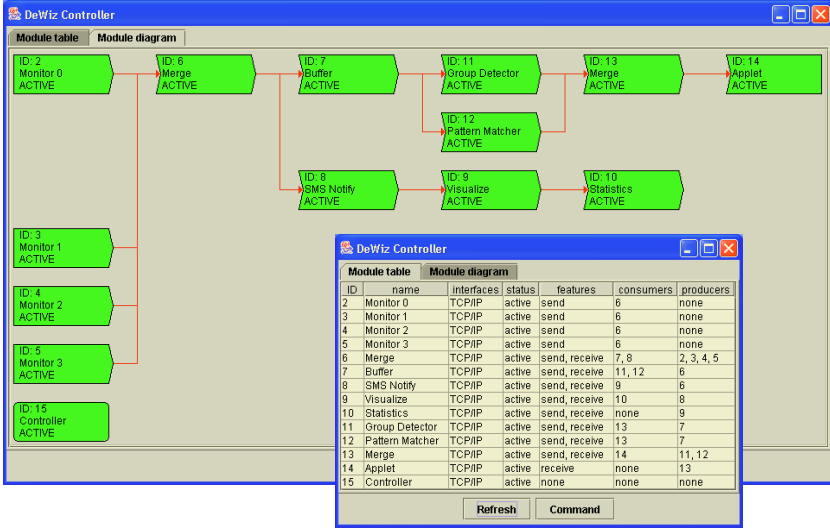 DeWiz Controller
Module table Module diagram
ID: 2
Monitor 0
ACTIVE
ID: 6
Merge
ACTIVE
ID: 7
Buffer
ACTIVE
ID: 11
Group Detector
ACTIVE
ID: 13
Merge
ACTIVE
ID: 14
Applet
ACTIVE
ID: 12
Pattern Matcher
ACTIVE
ID: 8
SMS Notify
ACTIVE
ID: 9
Visualize
ACTIVE
ID: 10
Statistics
ACTIVE
ID: 3
Monitor 1
ACTIVE
ID: 4
Monitor 2
ACTIVE
ID: 5
Monitor 3
ACTIVE
ID: 15
Controller
ACTIVE
DeWiz Controller
Module table Module diagram
ID name interfaces status features consumers producers
2 Monitor 0 TCP/IP active send 6 none
3 Monitor 1 TCP/IP active send 6 none
4 Monitor 2 TCP/IP active send 6 none
5 Monitor 3 TCP/IP active send 6 none
6 Merge TCP/IP active send, receive 7, 8 2, 3, 4, 5
7 Buffer TCP/IP active send, receive 11, 12 6
8 SMS Notify TCP/IP active send, receive 9 6
9 Visualize TCP/IP active send, receive 10 8
10 Statistics TCP/IP active send, receive none 9
11 Group Detector TCP/IP active send, receive 13 7
12 Pattern Matcher TCP/IP active send, receive 13 7
13 Merge TCP/IP active send, receive 14 11, 12
14 Applet TCP/IP active receive none 13
15 Controller TCP/IP active none none none
Refresh Command